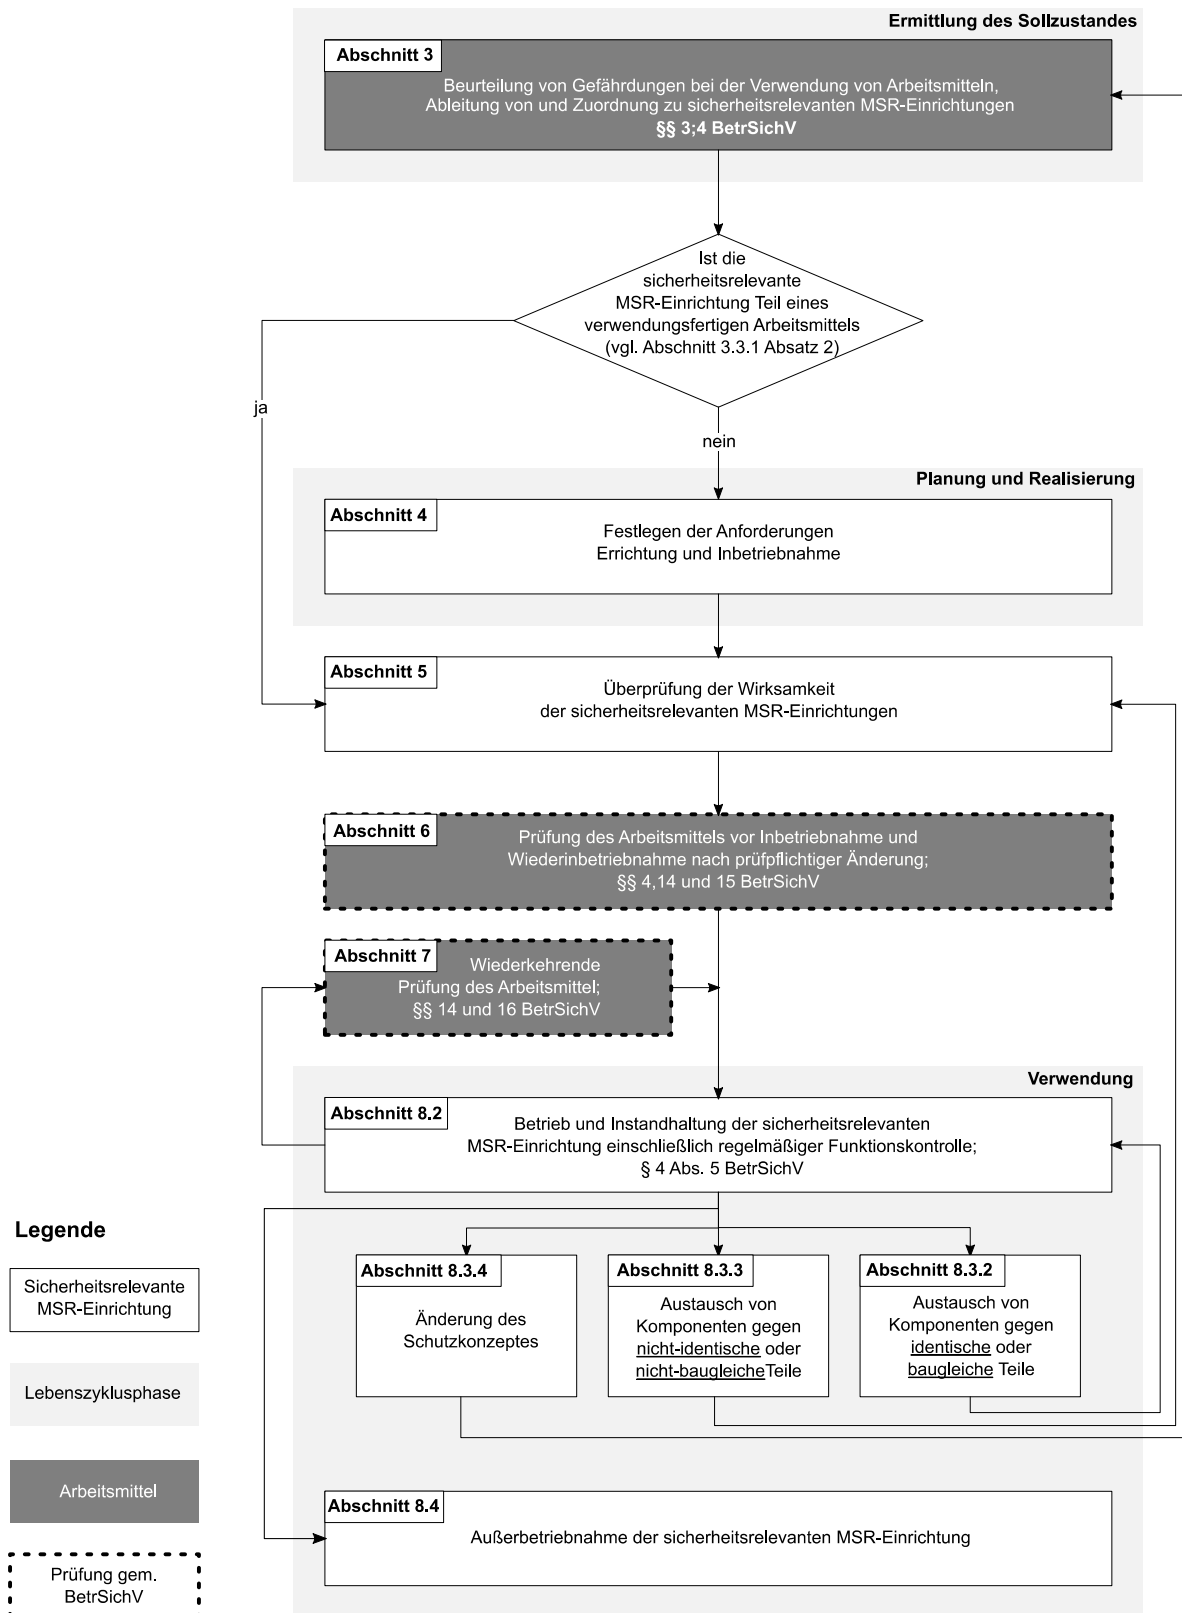 Ermittlung des Sollzustandes
Abschnitt 3
Beurteilung von Gefährdungen bei der Verwendung von Arbeitsmitteln,
Ableitung von und Zuordnung zu sicherheitsrelevanten MSR-Einrichtungen
§§ 3;4 BetrSichV
Ist die
sicherheitsrelevante
MSR-Einrichtung Teil eines
verwendungsfertigen Arbeitsmittels
(vgl. Abschnitt 3.3.1 Absatz 2)
ja
nein
Planung und Realisierung
Abschnitt 4
Festlegen der Anforderungen
Errichtung und Inbetriebnahme
Abschnitt 5
Überprüfung der Wirksamkeit
der sicherheitsrelevanten MSR-Einrichtungen
Abschnitt 6
Prüfung des Arbeitsmittels vor Inbetriebnahme und
Wiederinbetriebnahme nach prüfpflichtiger Änderung;
§§ 4,14 und 15 BetrSichV
Abschnitt 7
Wiederkehrende
Prüfung des Arbeitsmittel;
§§ 14 und 16 BetrSichV
Verwendung
Abschnitt 8.2
Betrieb und Instandhaltung der sicherheitsrelevanten
MSR-Einrichtung einschließlich regelmäßiger Funktionskontrolle;
§ 4 Abs. 5 BetrSichV
Abschnitt 8.3.4
Änderung des
Schutzkonzeptes
Abschnitt 8.3.3
Austausch von
Komponenten gegen
nicht-identische oder
nicht-baugleicheTeile
Abschnitt 8.3.2
Austausch von
Komponenten gegen
identische oder
baugleiche Teile
Abschnitt 8.4
Außerbetriebnahme der sicherheitsrelevanten MSR-Einrichtung
Legende
Sicherheitsrelevante
MSR-Einrichtung
Lebenszyklusphase
Arbeitsmittel
Prüfung gem.
BetrSichV